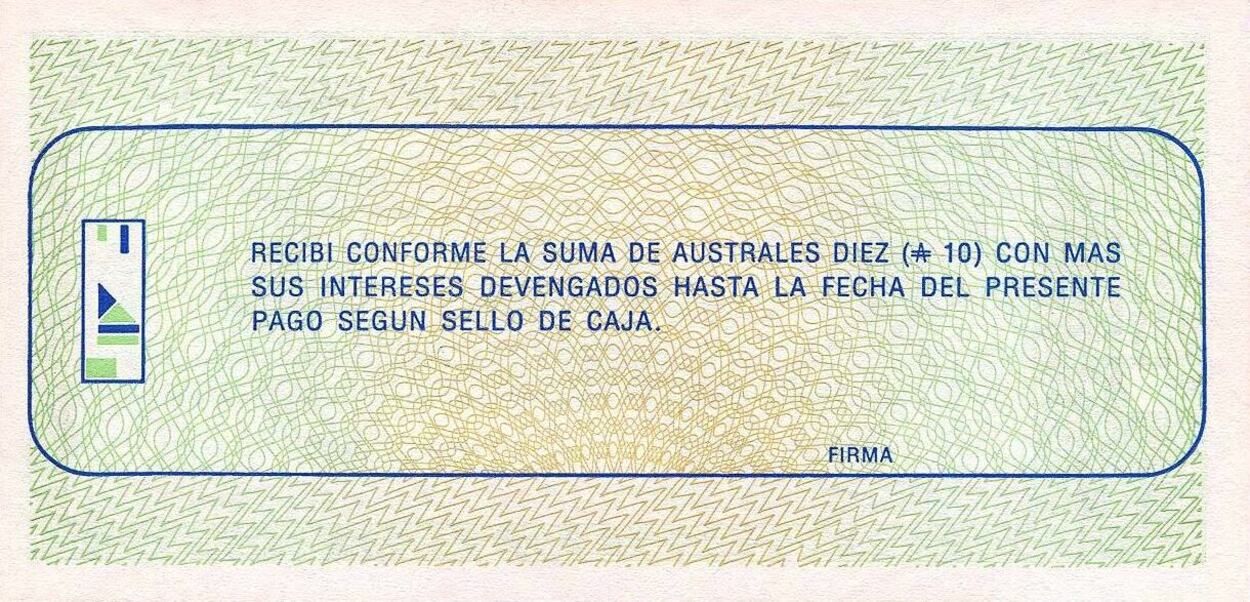 RECIBI CONFORME LA SUMA DE AUSTRALES DIEZ (₳ 10) CON MAS
SUS INTERESES DEVENGADOS HASTA LA FECHA DEL PRESENTE
PAGO SEGUN SELLO DE CAJA.
FIRMA